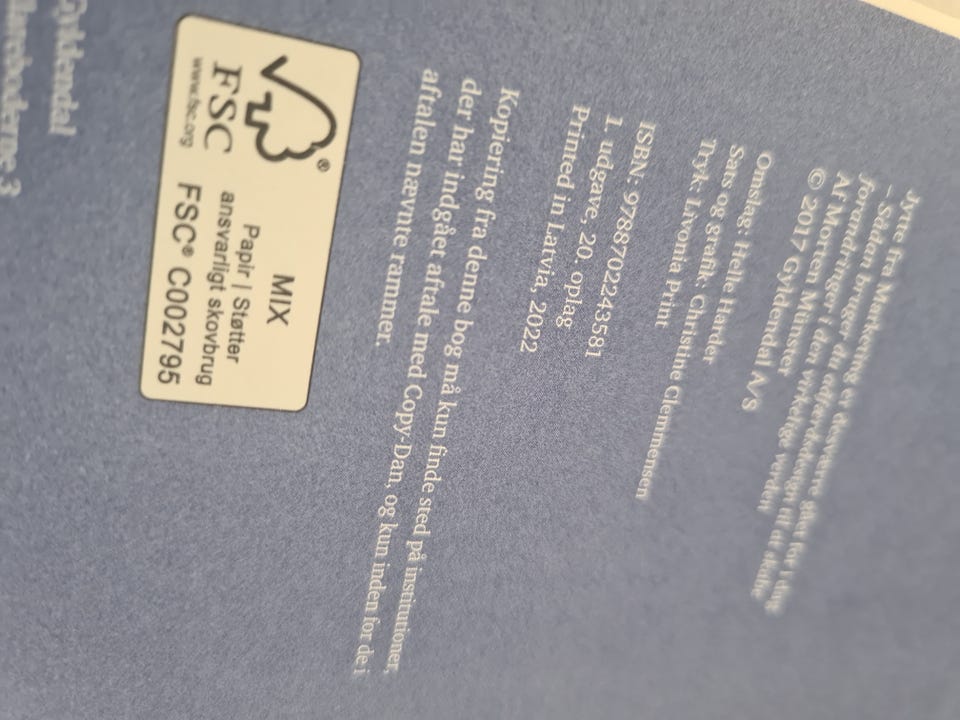 Jytte fra Marketing er desværre gået for i dag
– Sådan bruger du adfærdsdesign til at skabe
forandringer i den virkelige verden
Af Morten Münster
© 2017 Gyldendal A/S
Omslag: Helle Harder
Sats og grafik: Christine Clemmensen
Tryk: Livonia Print
ISBN: 9788702243581
1. udgave, 20. oplag
Printed in Latvia, 2022
Kopiering fra denne bog må kun finde sted på institutioner,
der har indgået aftale med Copy-Dan, og kun inden for de i
aftalen nævnte rammer.
FSC®
www.fsc.org
MIX
Papir | Støtter
ansvarligt skovbrug
FSC® C002795
Gyldendal